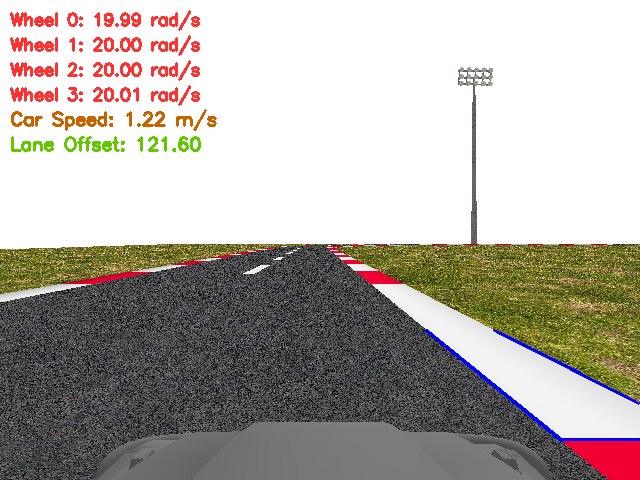 Wheel 0: 19.99 rad/s
Wheel 1: 20.00 rad/s
Wheel 2: 20.00 rad/s
Wheel 3: 20.01 rad/s
Car Speed: 1.22 m/s
Lane Offset: 121.60